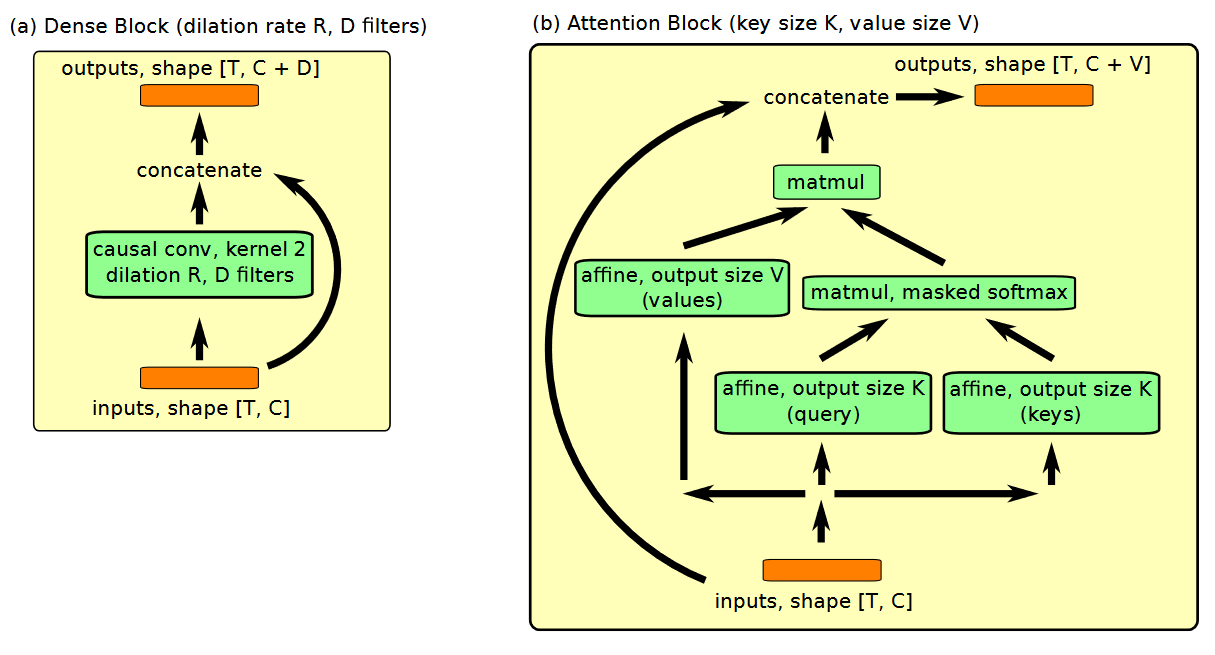 (a) Dense Block (dilation rate R, D filters)
outputs, shape [T, C + D]
concatenate
causal conv, kernel 2
dilation R, D filters
inputs, shape [T, C]
(b) Attention Block (key size K, value size V)
outputs, shape [T, C + V]
concatenate
matmul
affine, output size V
(values)
matmul, masked softmax
affine, output size K
(query)
affine, output size K
(keys)
inputs, shape [T, C]